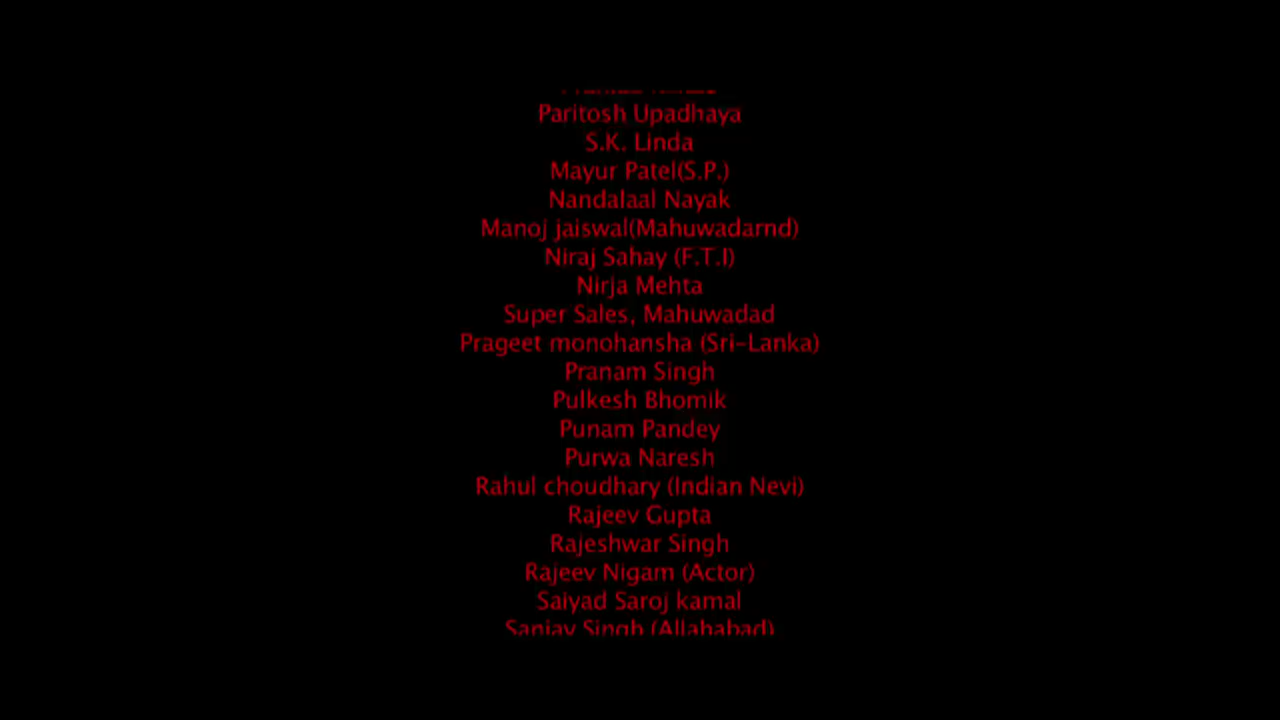 Paritosh Upadhaya
S.K. Linda
Mayur Patel(S.P.)
Nandalaal Nayak
Manoj jaiswal(Mahuwadarnd)
Niraj Sahay (F.T.I)
Nirja Mehta
Super Sales, Mahuwadad
Prageet monohansha (Sri-Lanka)
Pranam Singh
Pulkesh Bhomik
Punam Pandey
Purwa Naresh
Rahul choudhary (Indian Nevi)
Rajeev Gupta
Rajeshwar Singh
Rajeev Nigam (Actor)
Saiyad Saroj kamal
Sanjay Singh (Allahabad)